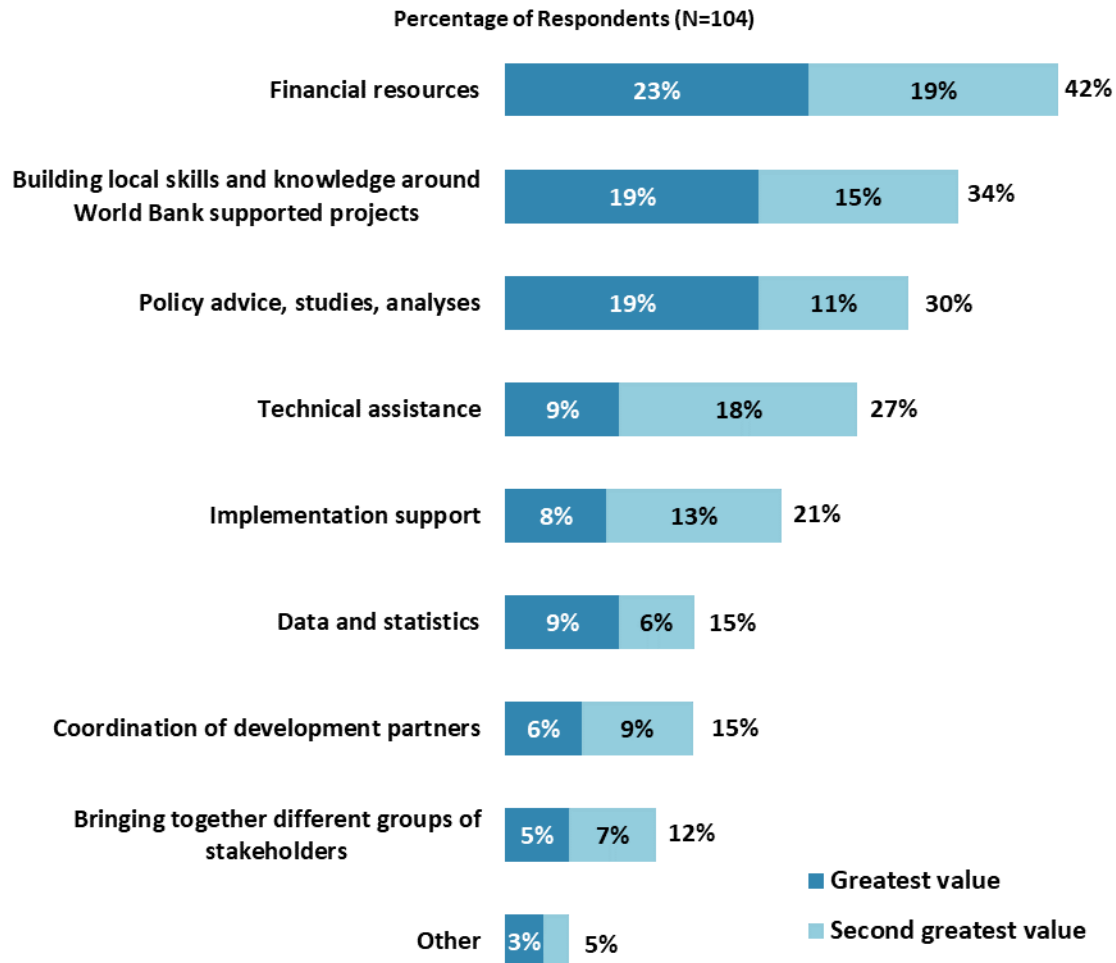 Percentage of Respondents (N=104)
Financial resources
23%
19%
42%
Building local skills and knowledge around
World Bank supported projects
19%
15%
34%
Policy advice, studies, analyses
19%
11%
30%
Technical assistance
9%
18%
27%
Implementation support
8%
13%
21%
Data and statistics
9%
6%
15%
Coordination of development partners
6%
9%
15%
Bringing together different groups of
stakeholders
5%
7%
12%
Other
3%
5%
Greatest value
Second greatest value